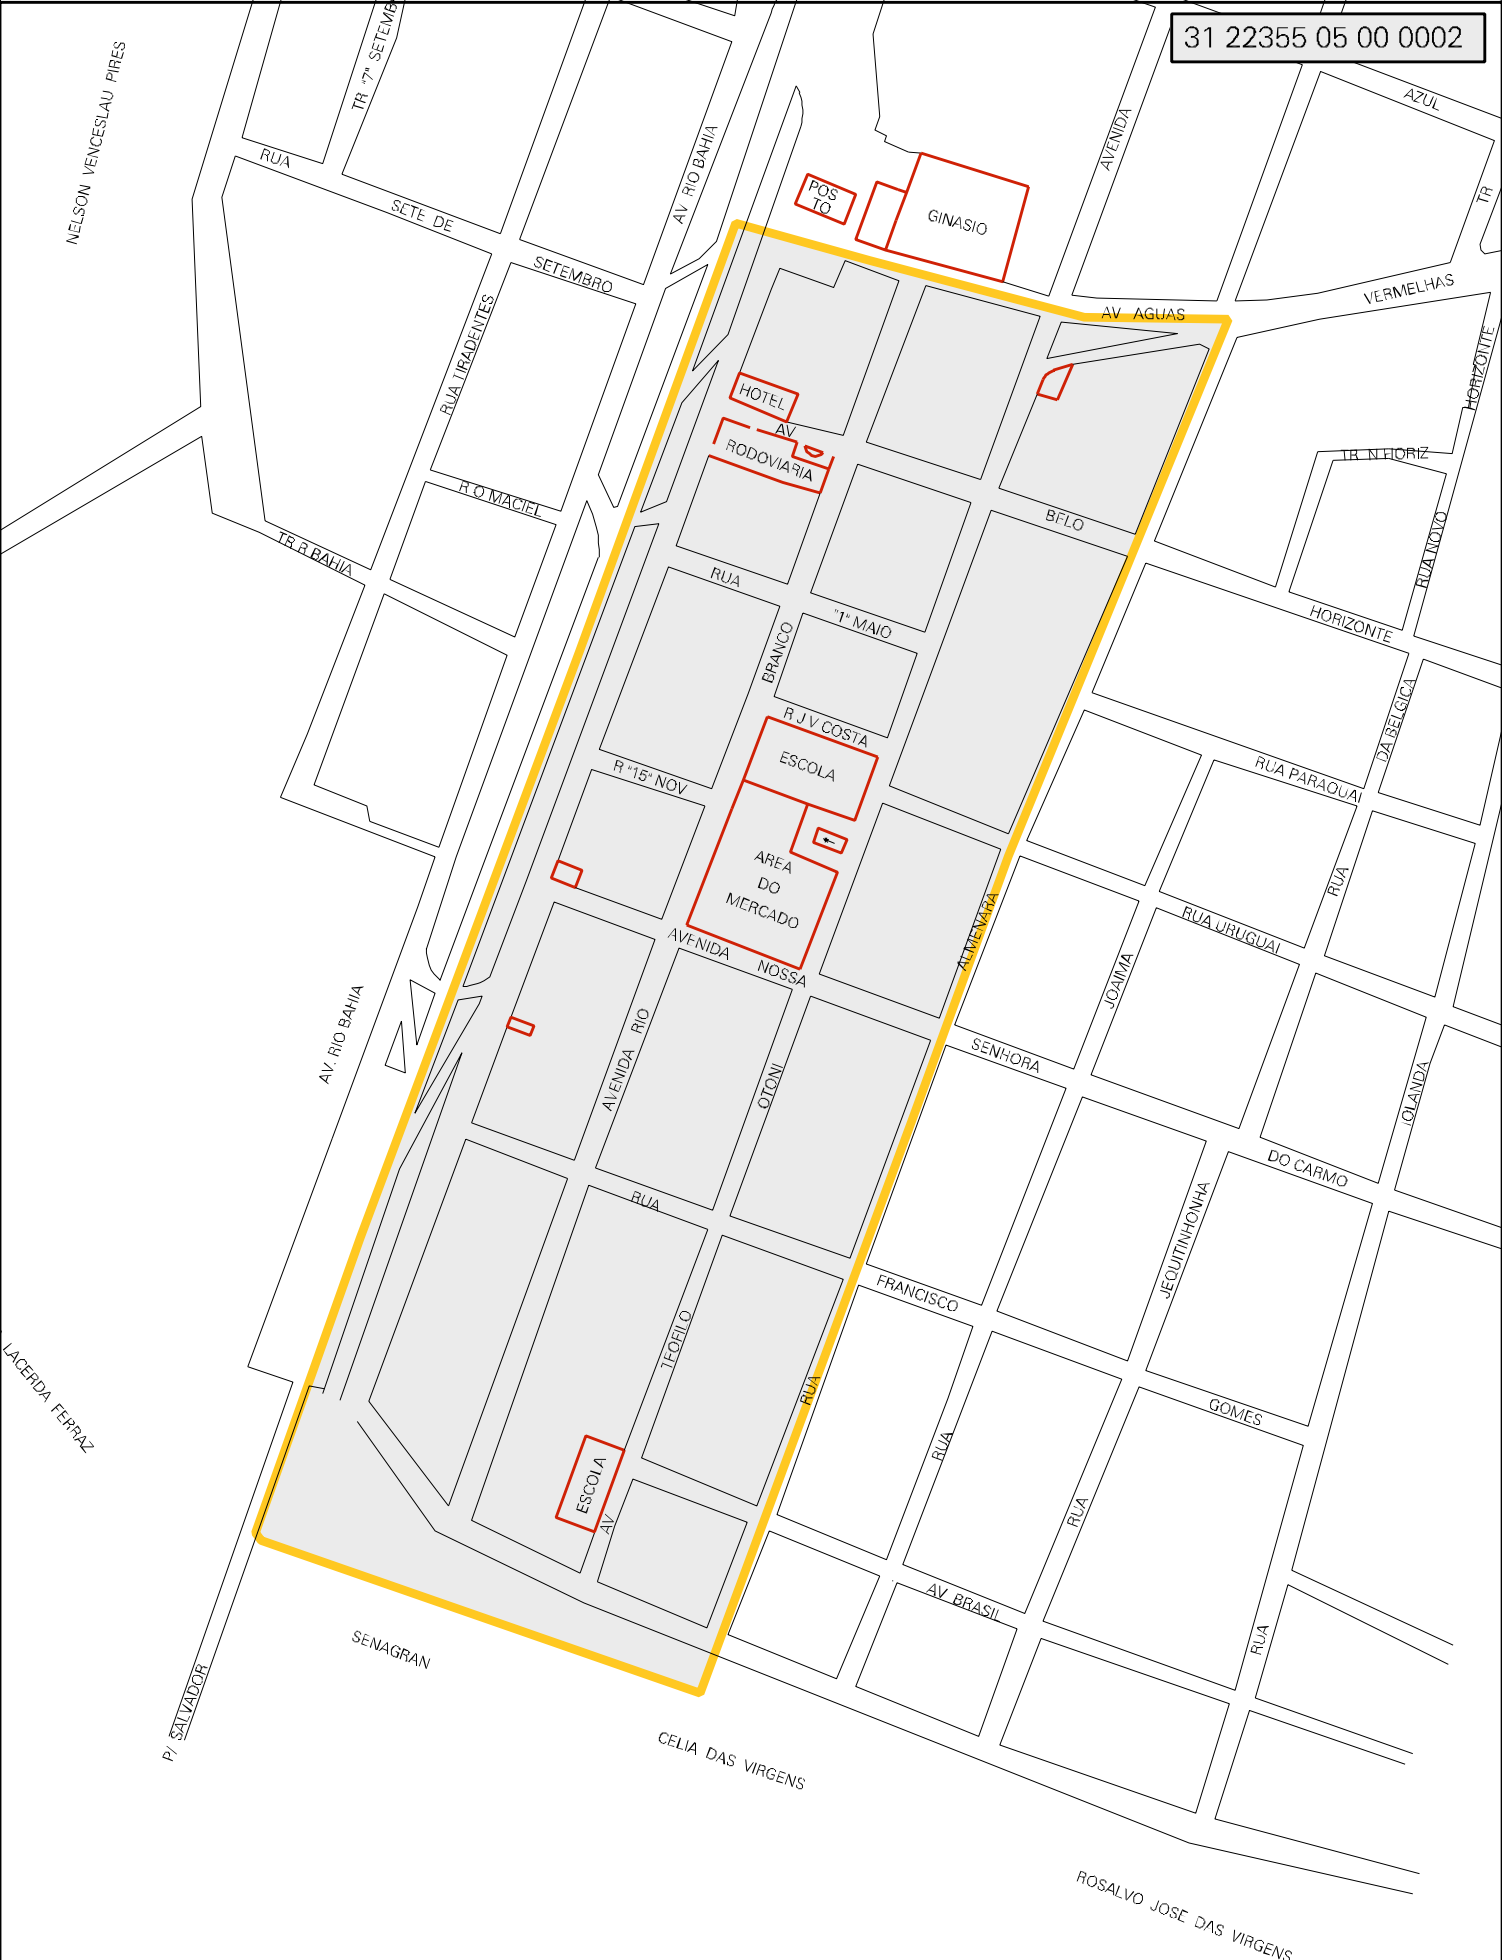 31 22355 05 00 0002
NELSON VENCESLAU PIRES
TR "7" SETEMB
RUA
SETE DE
SETEMBRO
AV RIO BAHIA
AVENIDA
AZUL
TR
POS
TO
GINASIO
AV AGUAS
VERMELHAS
HORIZONTE
RUA TIRADENTES
HOTEL
AV
RODOVIARIA
TR N HORIZ
R O MACIEL
BELO
TR R BAHIA
RUA NOVO
RUA
"1" MAIO
HORIZONTE
BRANCO
DA BELGICA
R J V COSTA
ESCOLA
R "15" NOV
RUA PARAGUAI
AREA
DO
MERCADO
RUA
ALMENARA
RUA URUGUAI
AVENIDA
NOSSA
JOAIMA
AV. RIO BAHIA
AVENIDA RIO
SENHORA
OTONI
IOLANDA
DO CARMO
RUA
JEQUITINHONHA
FRANCISCO
TEOFILO
LACERDA FERRAZ
RUA
GOMES
RUA
ESCOLA
AV
RUA
AV BRASIL
RUA
SENAGRAN
P/ SALVADOR
CELIA DAS VIRGENS
ROSALVO JOSE DAS VIRGENS